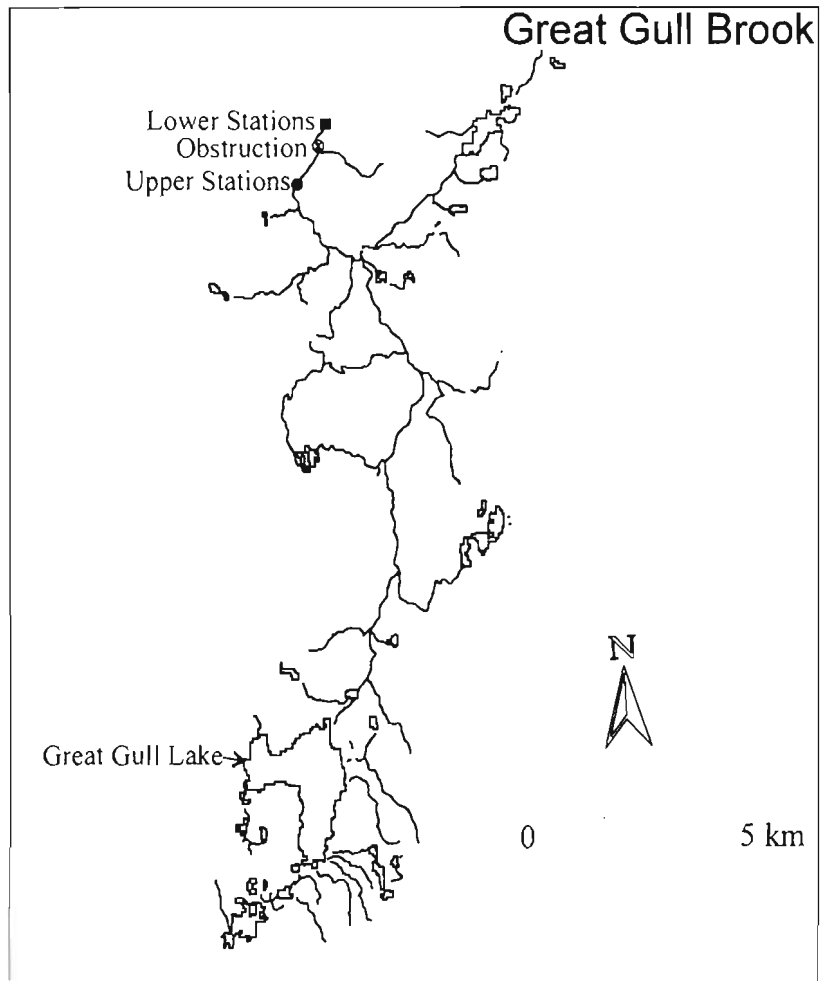 Great Gull Brook
Lower Stations
Obstruction
Upper Stations
N
Great Gull Lake
0 5 km